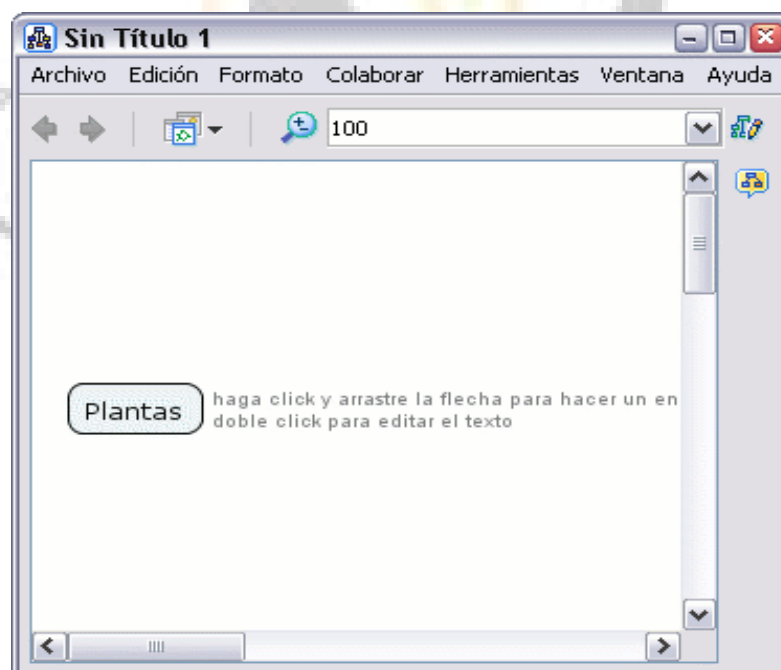 Sin Título 1
Archivo Edición Formato Colaborar Herramientas Ventana Ayuda
100
Plantas
haga click y arrastre la flecha para hacer un en
doble click para editar el texto